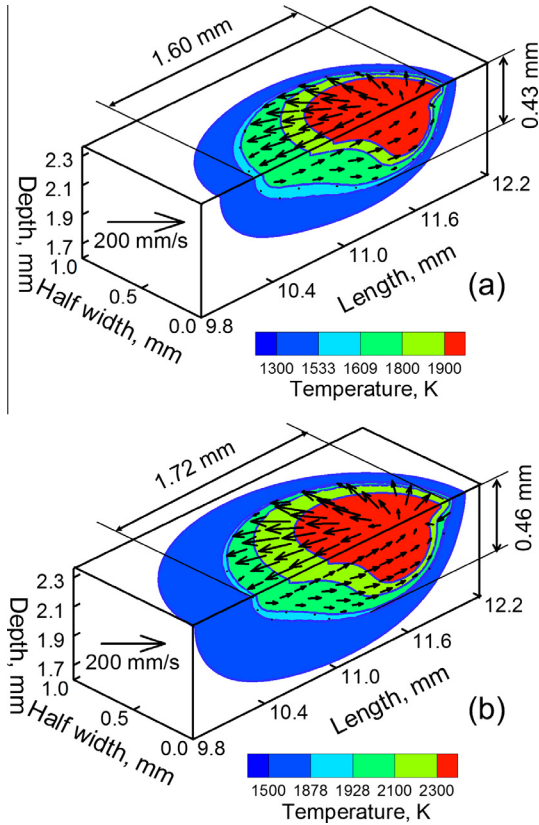 1.60 mm
0.43 mm
2.3
2.1
1.9
1.7
Depth, mm
200 mm/s
1.0
0.5
0.0
Half width, mm
9.8
10.4
11.0
11.6
12.2
Length, mm
(a)
1300 1533 1609 1800 1900
Temperature, K
1.72 mm
0.46 mm
2.3
2.1
1.9
1.7
Depth, mm
200 mm/s
1.0
0.5
0.0
Half width, mm
9.8
10.4
11.0
11.6
12.2
Length, mm
(b)
1500 1878 1928 2100 2300
Temperature, K